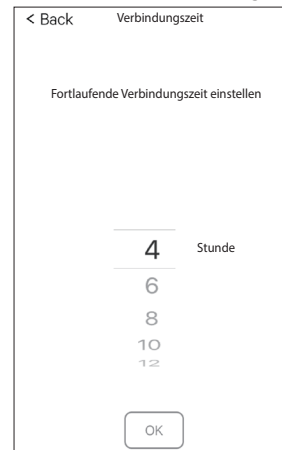 < Back Verbindungszeit
Fortlaufende Verbindungszeit einstellen
4 Stunde
6
8
10
12
OK